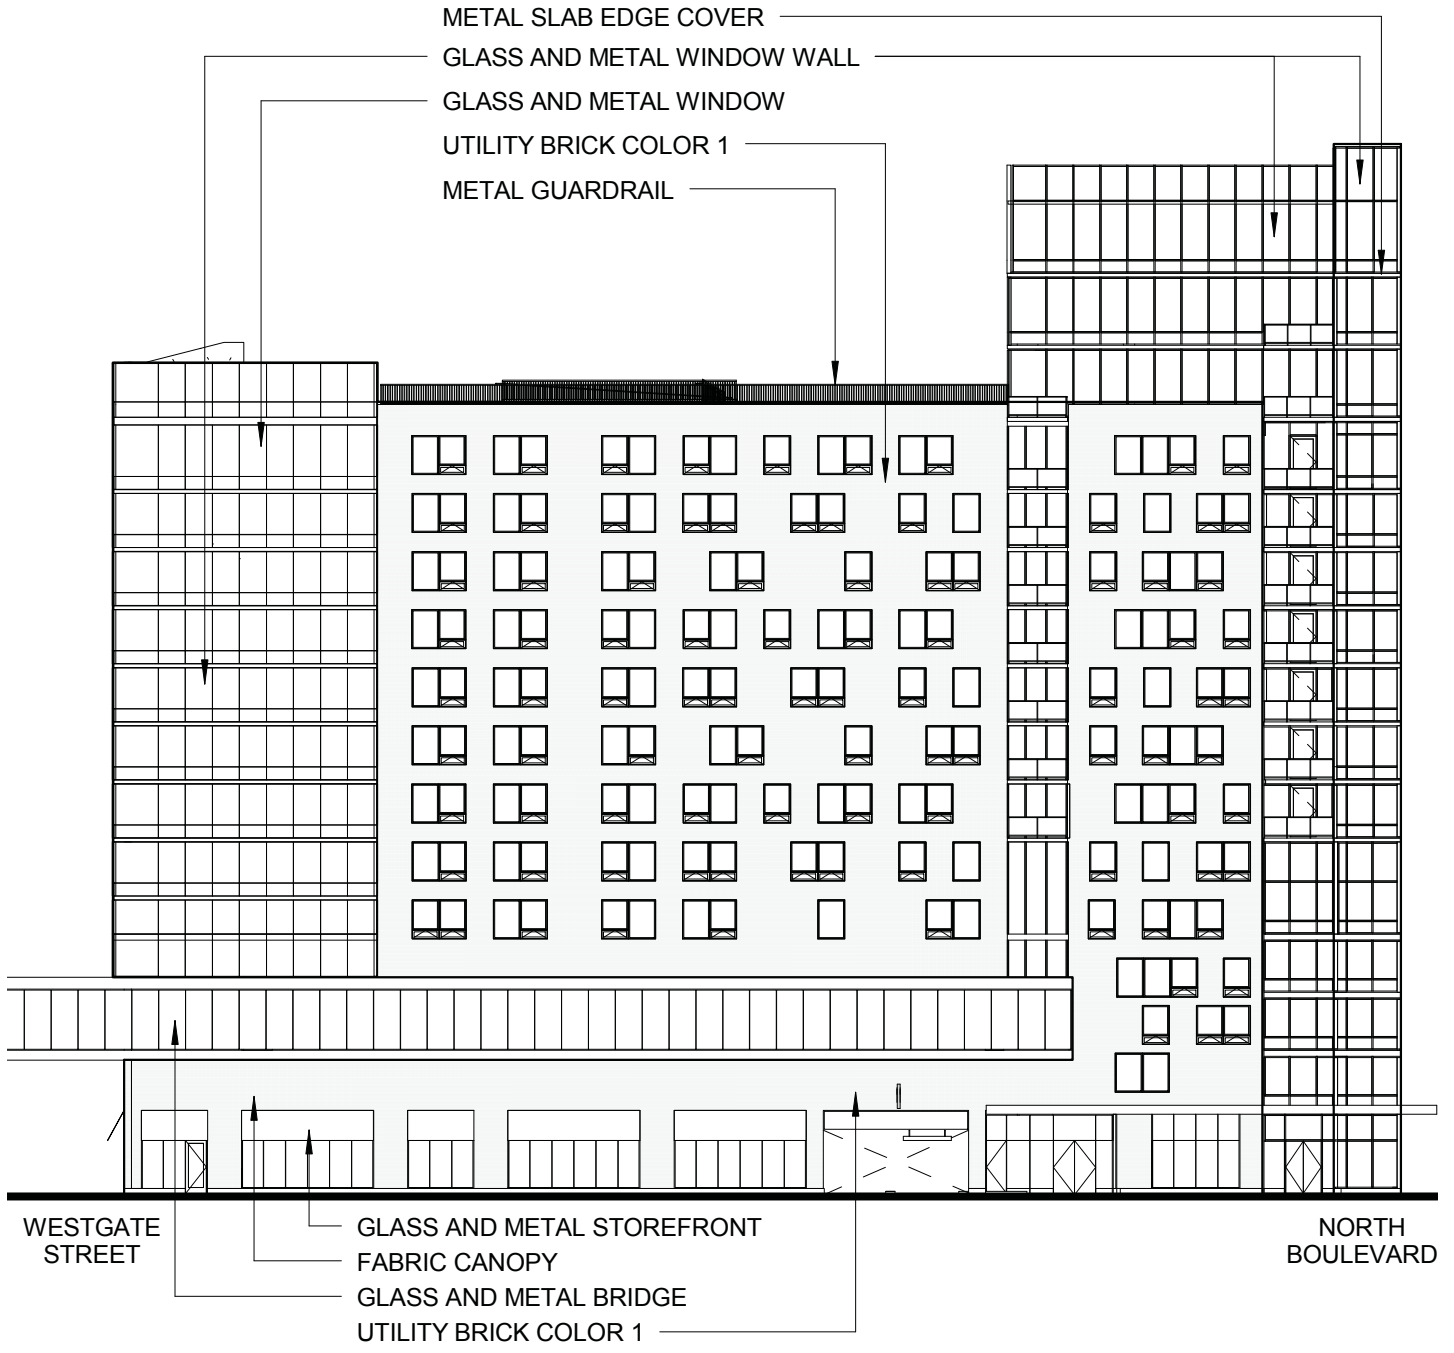 METAL SLAB EDGE COVER
GLASS AND METAL WINDOW WALL
GLASS AND METAL WINDOW
UTILITY BRICK COLOR 1
METAL GUARDRAIL
WESTGATE
STREET
NORTH
BOULEVARD
GLASS AND METAL STOREFRONT
FABRIC CANOPY
GLASS AND METAL BRIDGE
UTILITY BRICK COLOR 1